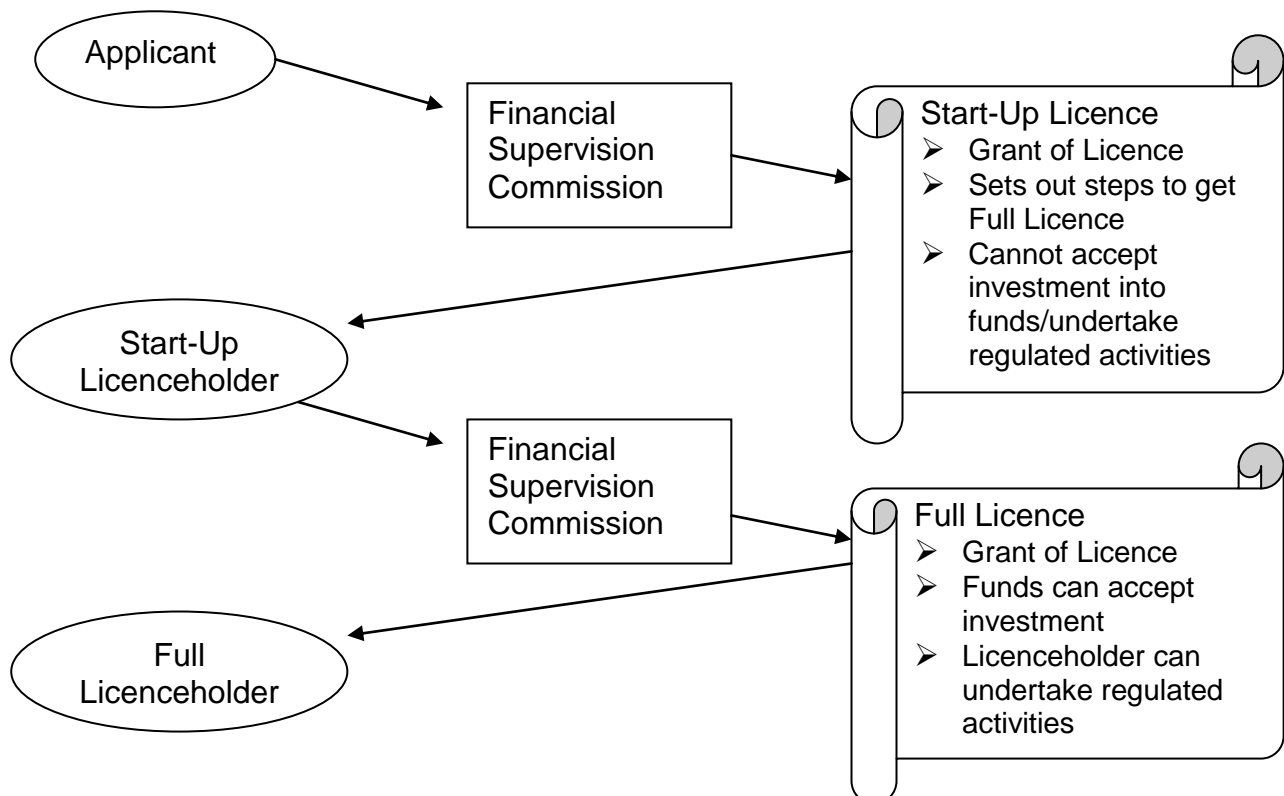 Applicant
Financial
Supervision
Commission
Start-Up Licence
➢ Grant of Licence
➢ Sets out steps to get
Full Licence
➢ Cannot accept
investment into
funds/undertake
regulated activities
Start-Up
Licenceholder
Financial
Supervision
Commission
Full Licence
➢ Grant of Licence
➢ Funds can accept
investment
➢ Licenceholder can
undertake regulated
activities
Full
Licenceholder